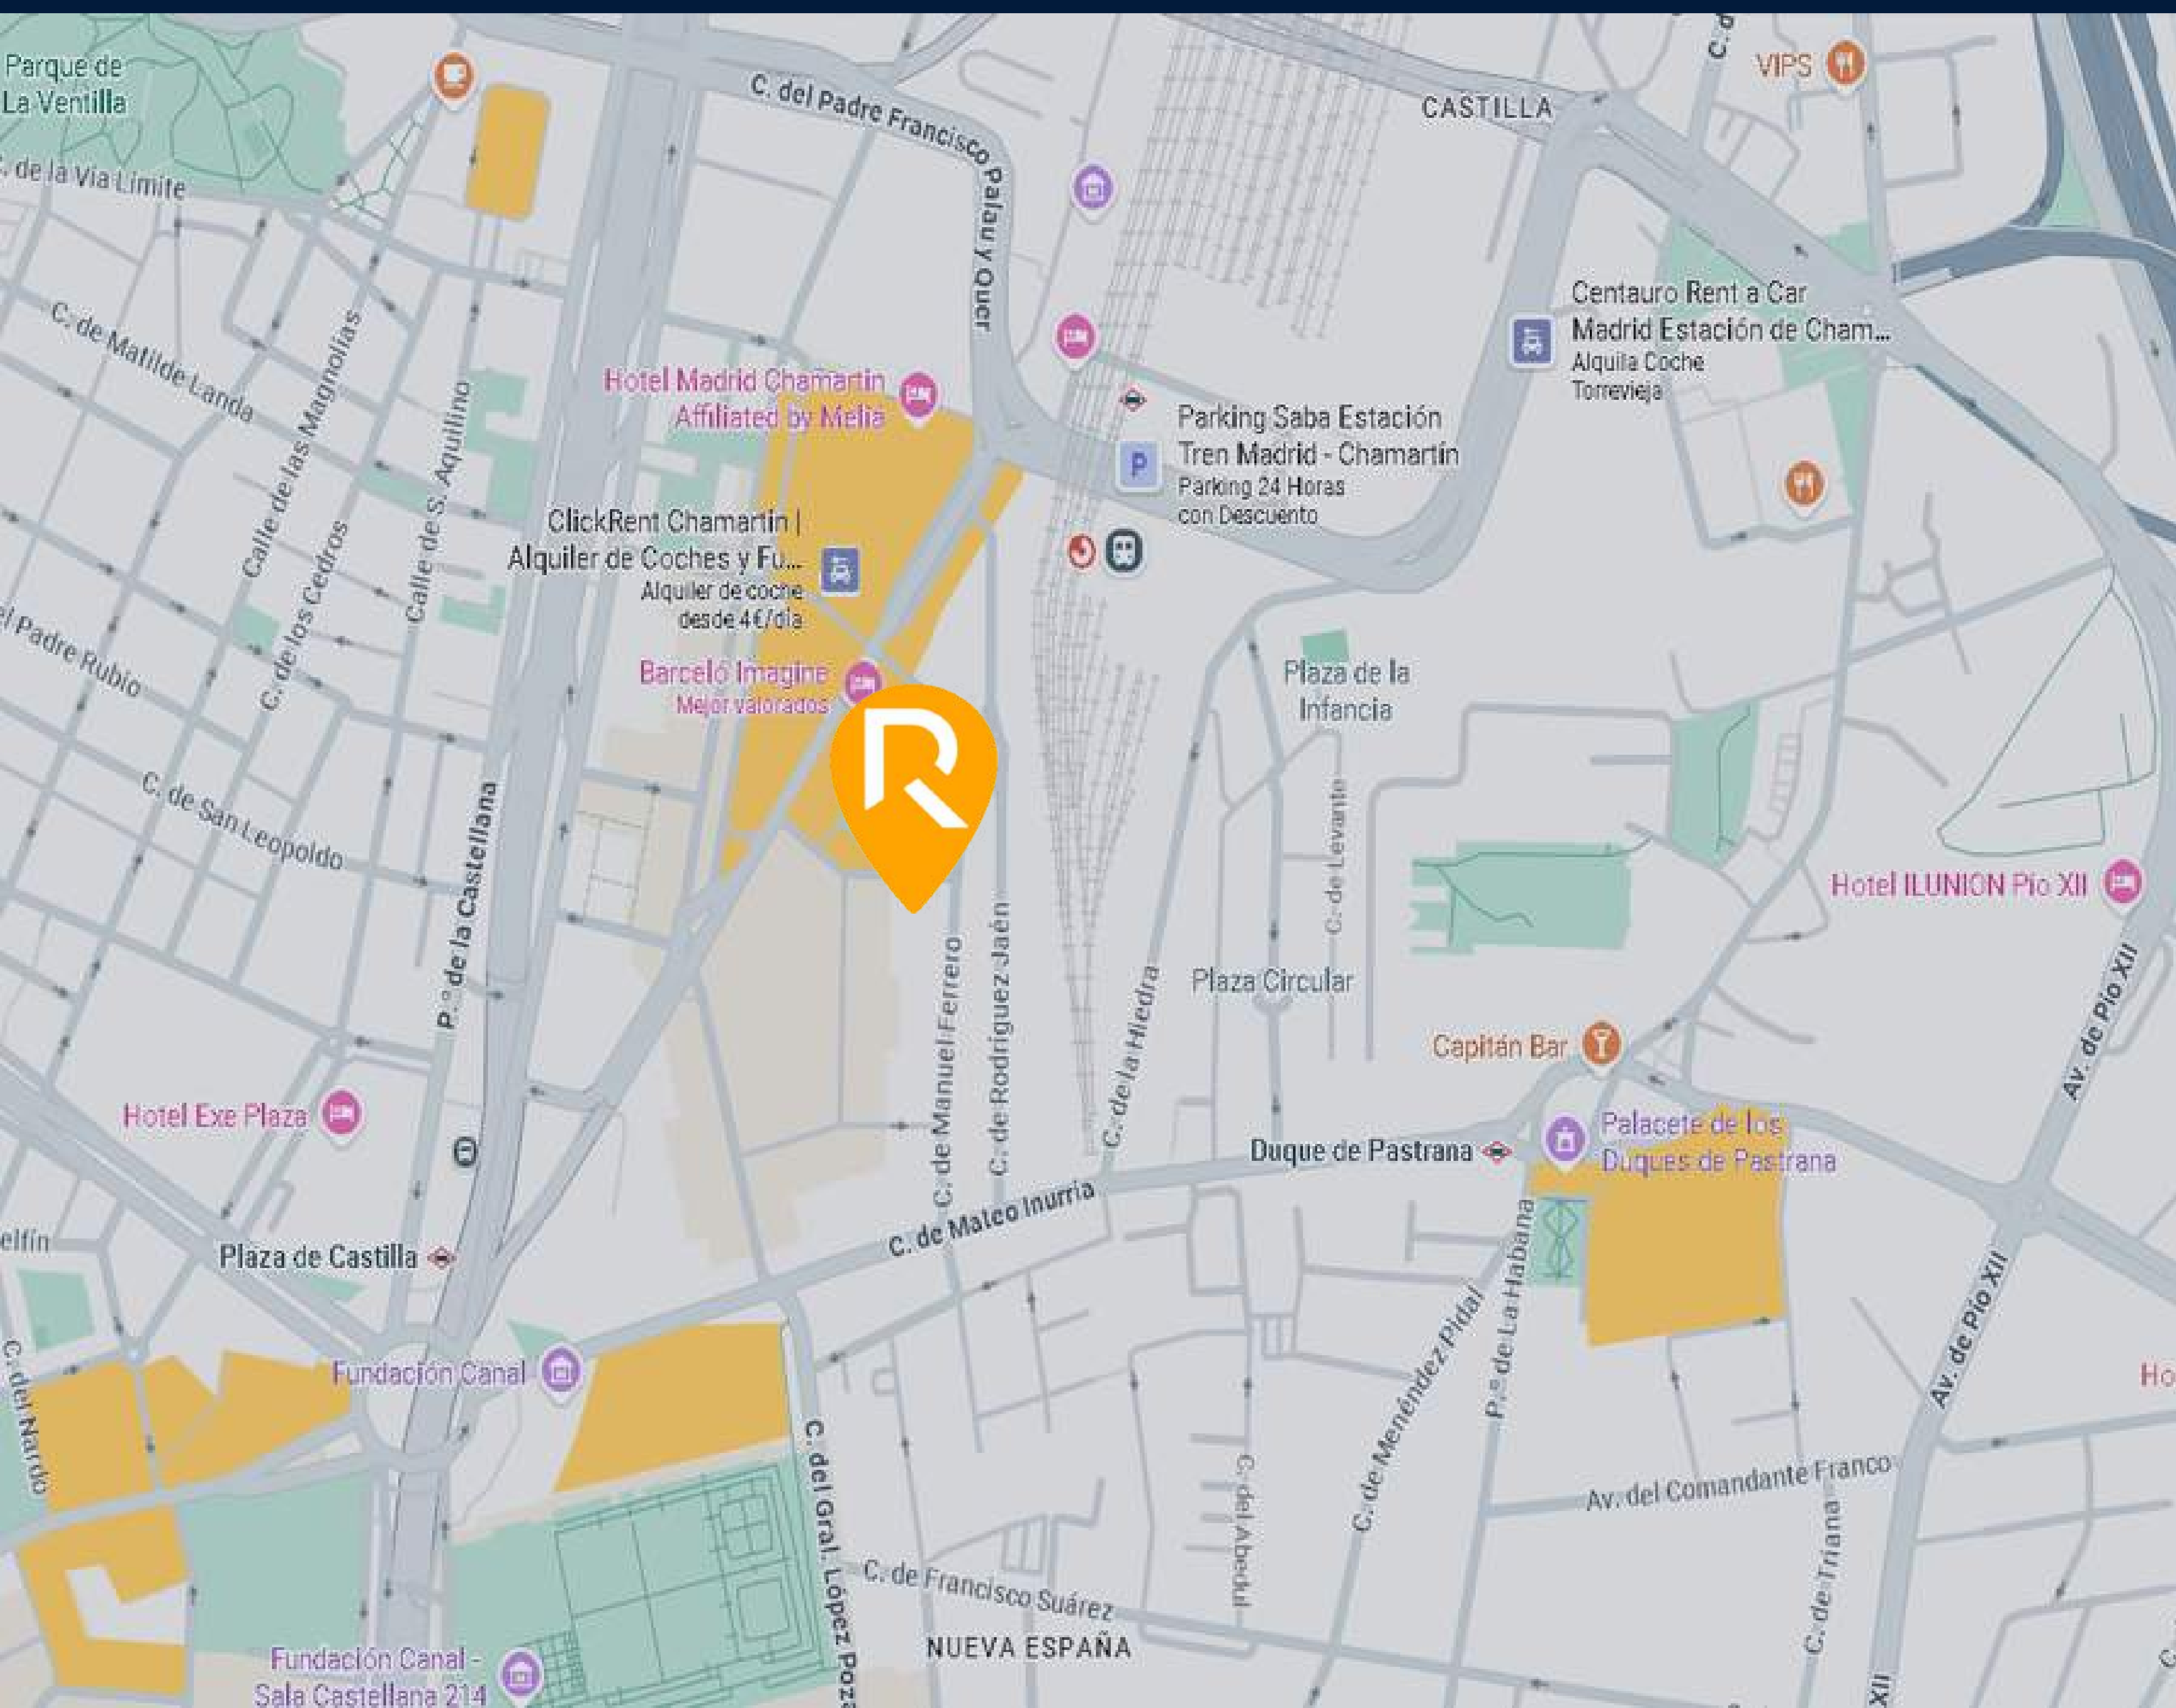 Parque de
La Ventilla
C. del Padre Francisco Palau y Quer
CASTILLA
VIPS
de la Vía Límite
C. de Matilde Landa
Calle de las Magnolias
Calle de S. Aquilino
C. de los Cedros
Hotel Madrid Chamartín
Affiliated by Meliá
Centauro Rent a Car
Madrid Estación de Cham...
Alquila Coche
Torrevieja
Parking Saba Estación
Tren Madrid - Chamartín
Parking 24 Horas
con Descuento
P
ClickRent Chamartín |
Alquiler de Coches y Fu...
Alquiler de coche
desde 4€/día
el Padre Rubio
Barceló Imagine
Mejor valorados
R
Plaza de la
Infancia
C. de San Leopoldo
P.º de la Castellana
C. de Levante
Hotel ILUNION Pío XII
C. de Manuel Ferrero
C. de Rodríguez Jaén
C. de la Hiedra
Plaza Circular
Capitán Bar
Av. de Pío XII
Hotel Exe Plaza
Palacete de los
Duques de Pastrana
Duque de Pastrana
C. de Mateo Inurria
elfín
Plaza de Castilla
C. del Nardo
Fundación Canal
C. de Menéndez Pidal
P.º de La Habana
Av. de Pío XII
Ho
C. del Gral. López Poza
C. del Abedul
Av. del Comandante Franco
C. de Triana
C. de Francisco Suárez
NUEVA ESPAÑA
Fundación Canal -
Sala Castellana 214
XII